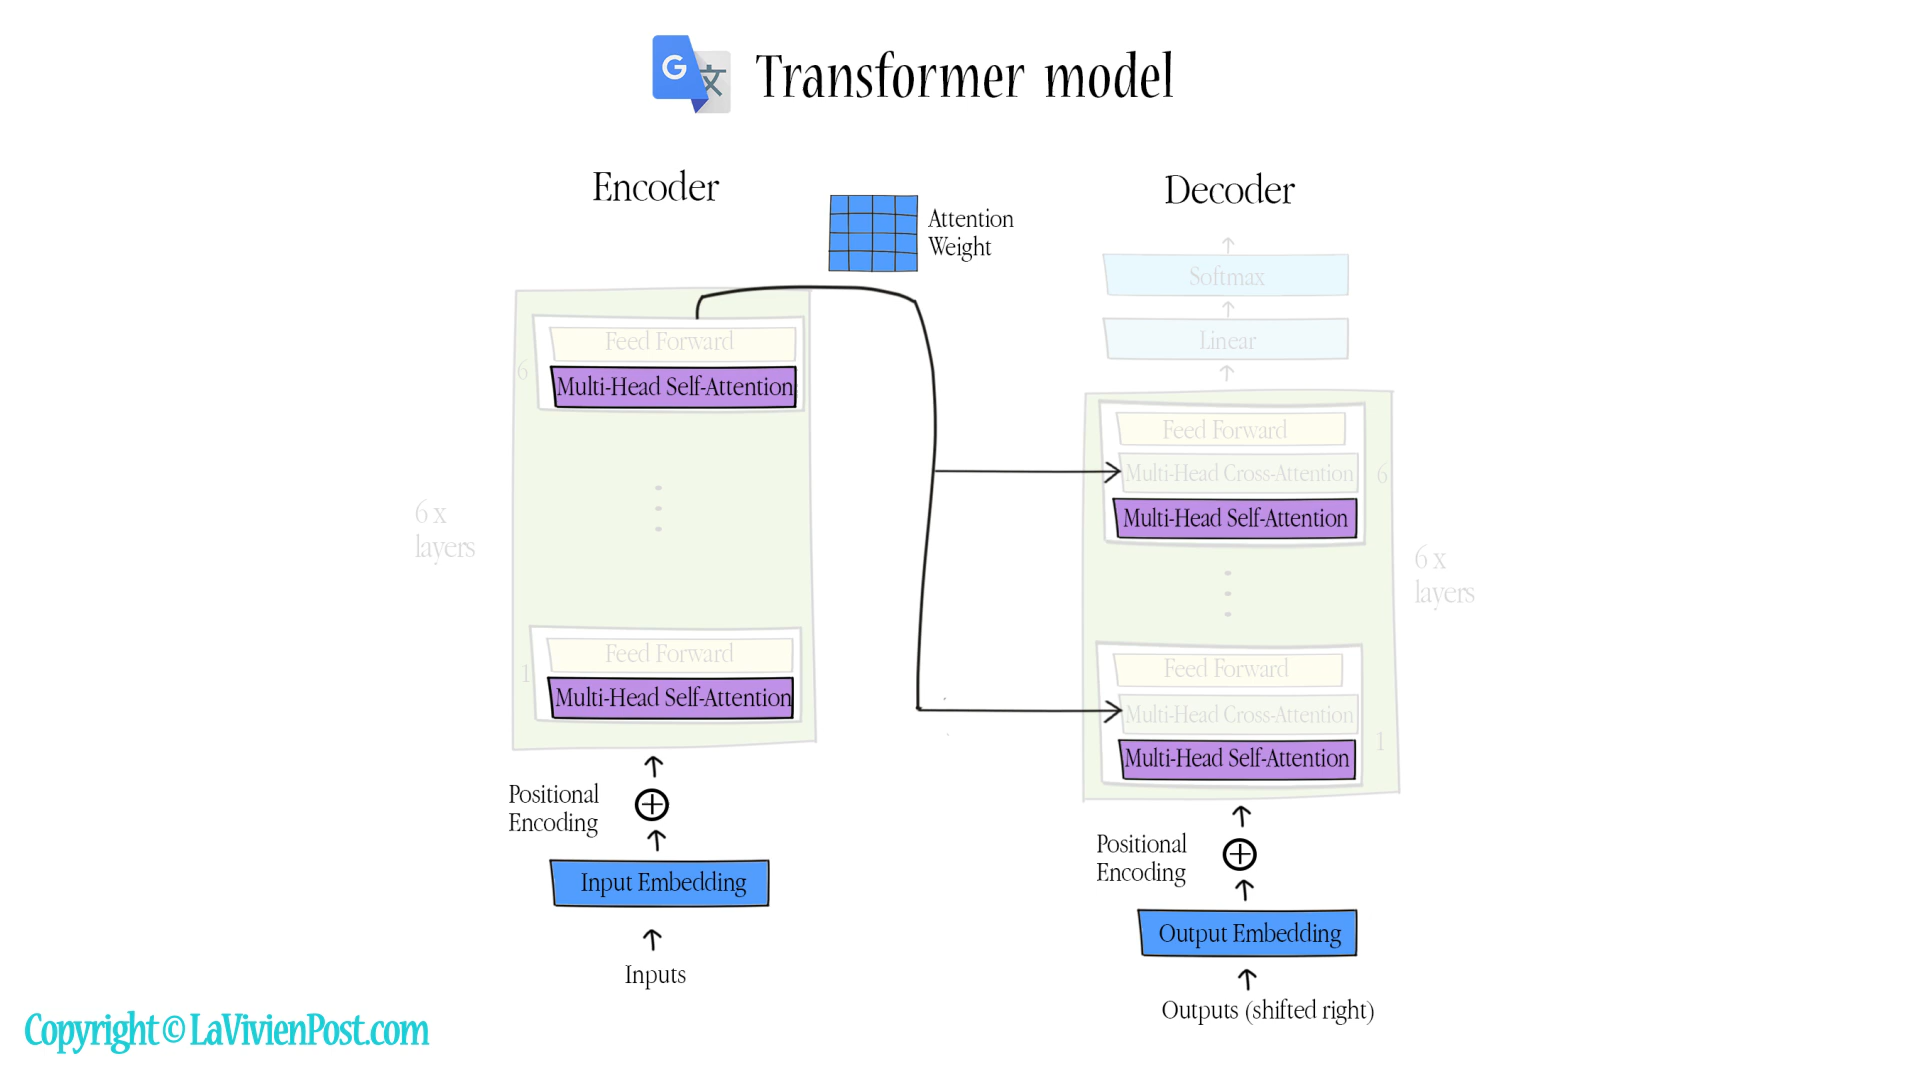 G 文
Transformer model
Encoder
Attention
Weight
Decoder
Softmax
Linear
Feed Forward
Multi-Head Self-Attention
6
6 x
layers
Feed Forward
Multi-Head Self-Attention
1
Positional
Encoding
Input Embedding
Inputs
Feed Forward
Multi-Head Cross-Attention
Multi-Head Self-Attention
6
6 x
layers
Feed Forward
Multi-Head Cross-Attention
Multi-Head Self-Attention
1
Positional
Encoding
Output Embedding
Outputs (shifted right)
Copyright © LaVivienPost.com